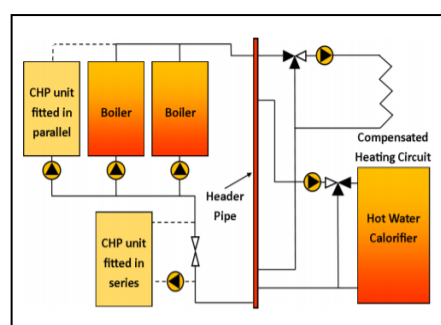 CHP unit
fitted in
parallel
Boiler
Boiler
Compensated
Heating Circuit
Header
Pipe
CHP unit
fitted in
series
Hot Water
Calorifier